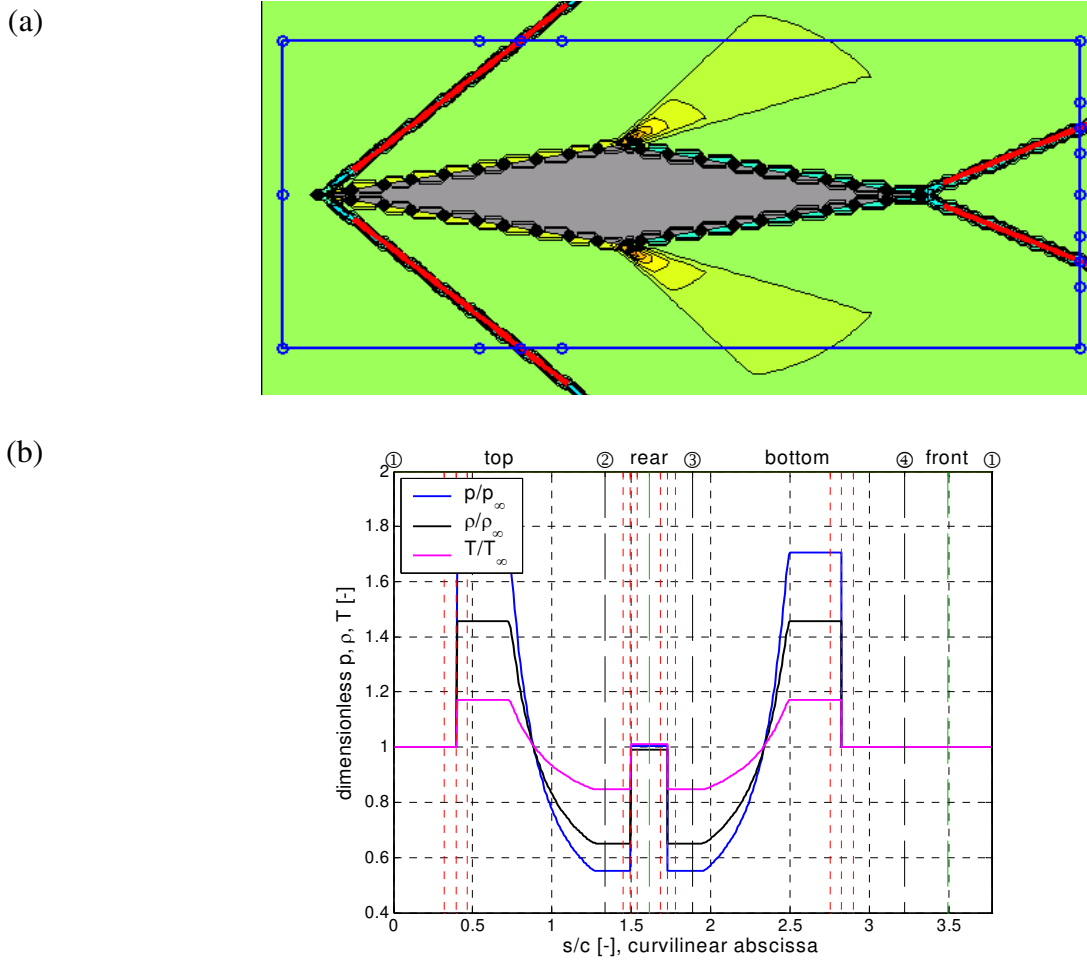 (a)
(b)
① top ② rear ③ bottom ④ front ①
2
1.8
1.6
1.4
1.2
1
0.8
0.6
0.4
p/p∞
ρ/ρ∞
T/T∞
dimensionless p, ρ, T [-]
0 0.5 1 1.5 2 2.5 3 3.5
s/c [-], curvilinear abscissa